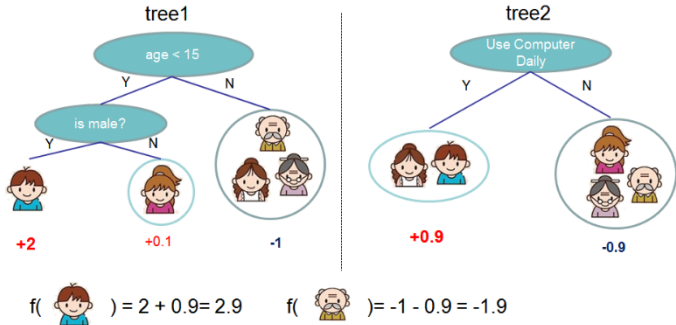 tree1
tree2
age < 15
Use Computer
Daily
Y
N
Y
N
is male?
Y
N
+2
+0.1
-1
+0.9
-0.9
f( ) = 2 + 0.9= 2.9
f( )= -1 - 0.9 = -1.9